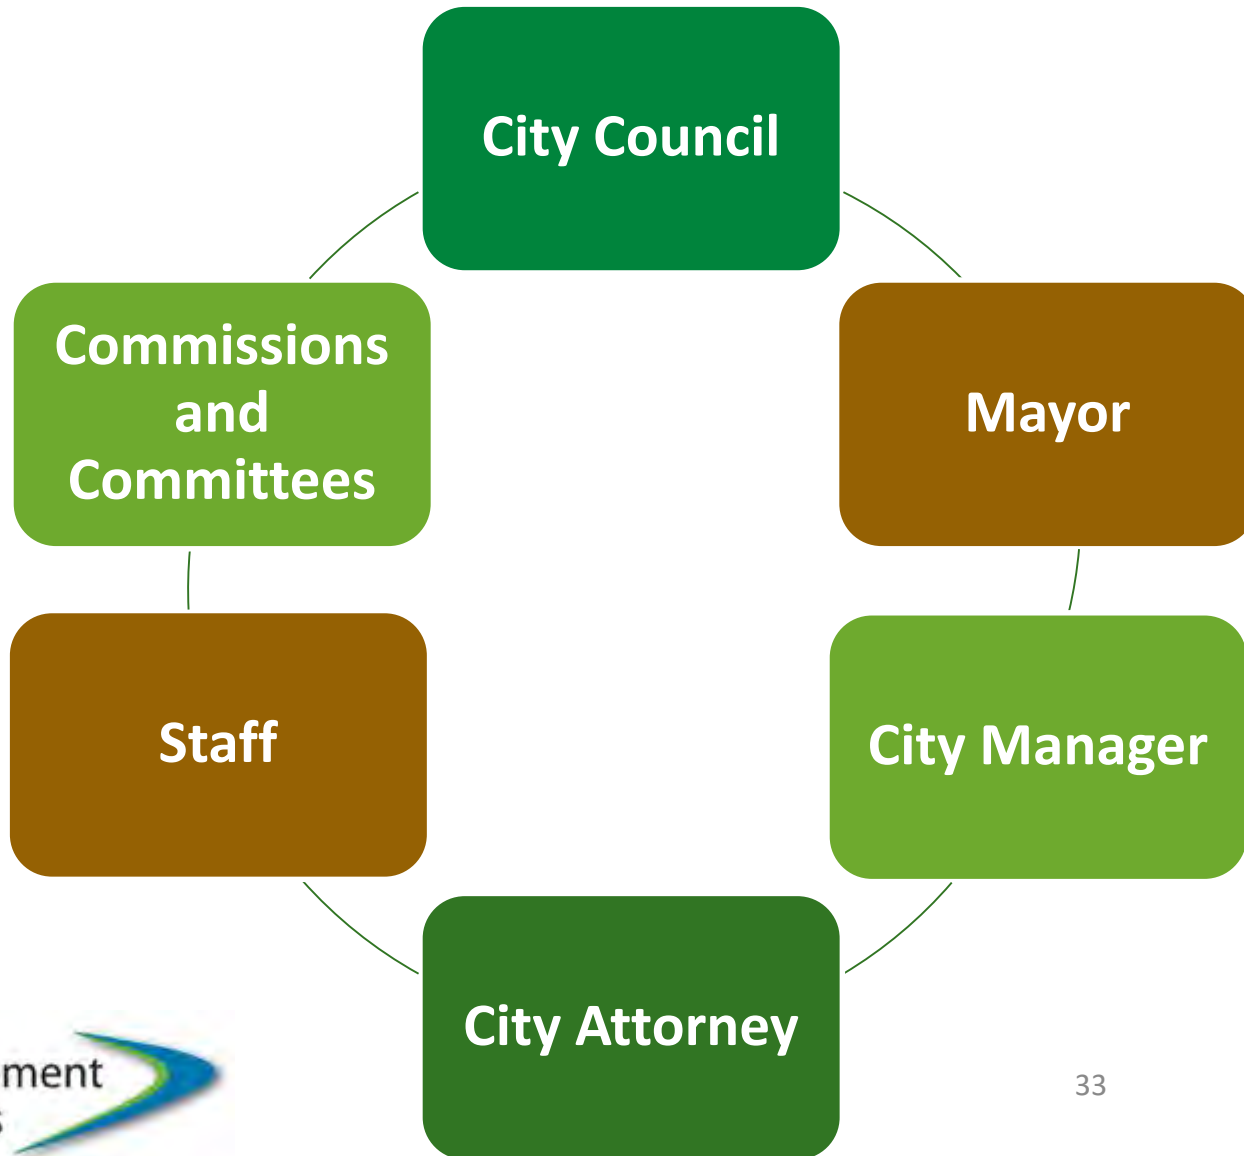 City Council
Commissions
and
Committees
Mayor
Staff
City Manager
City Attorney
ment
s
33